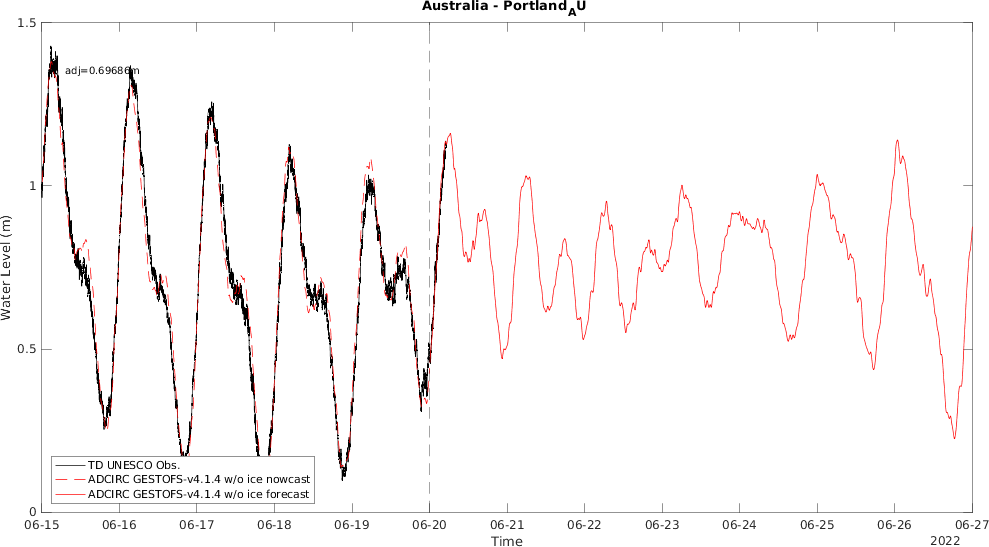 Australia - Portland_AU
adj=0.69686m
1.5
1
0.5
0
Water Level (m)
TD UNESCO Obs.
ADCIRC GESTOFS-v4.1.4 w/o ice nowcast
ADCIRC GESTOFS-v4.1.4 w/o ice forecast
06-15 06-16 06-17 06-18 06-19 06-20 06-21 06-22 06-23 06-24 06-25 06-26 06-27
Time
2022